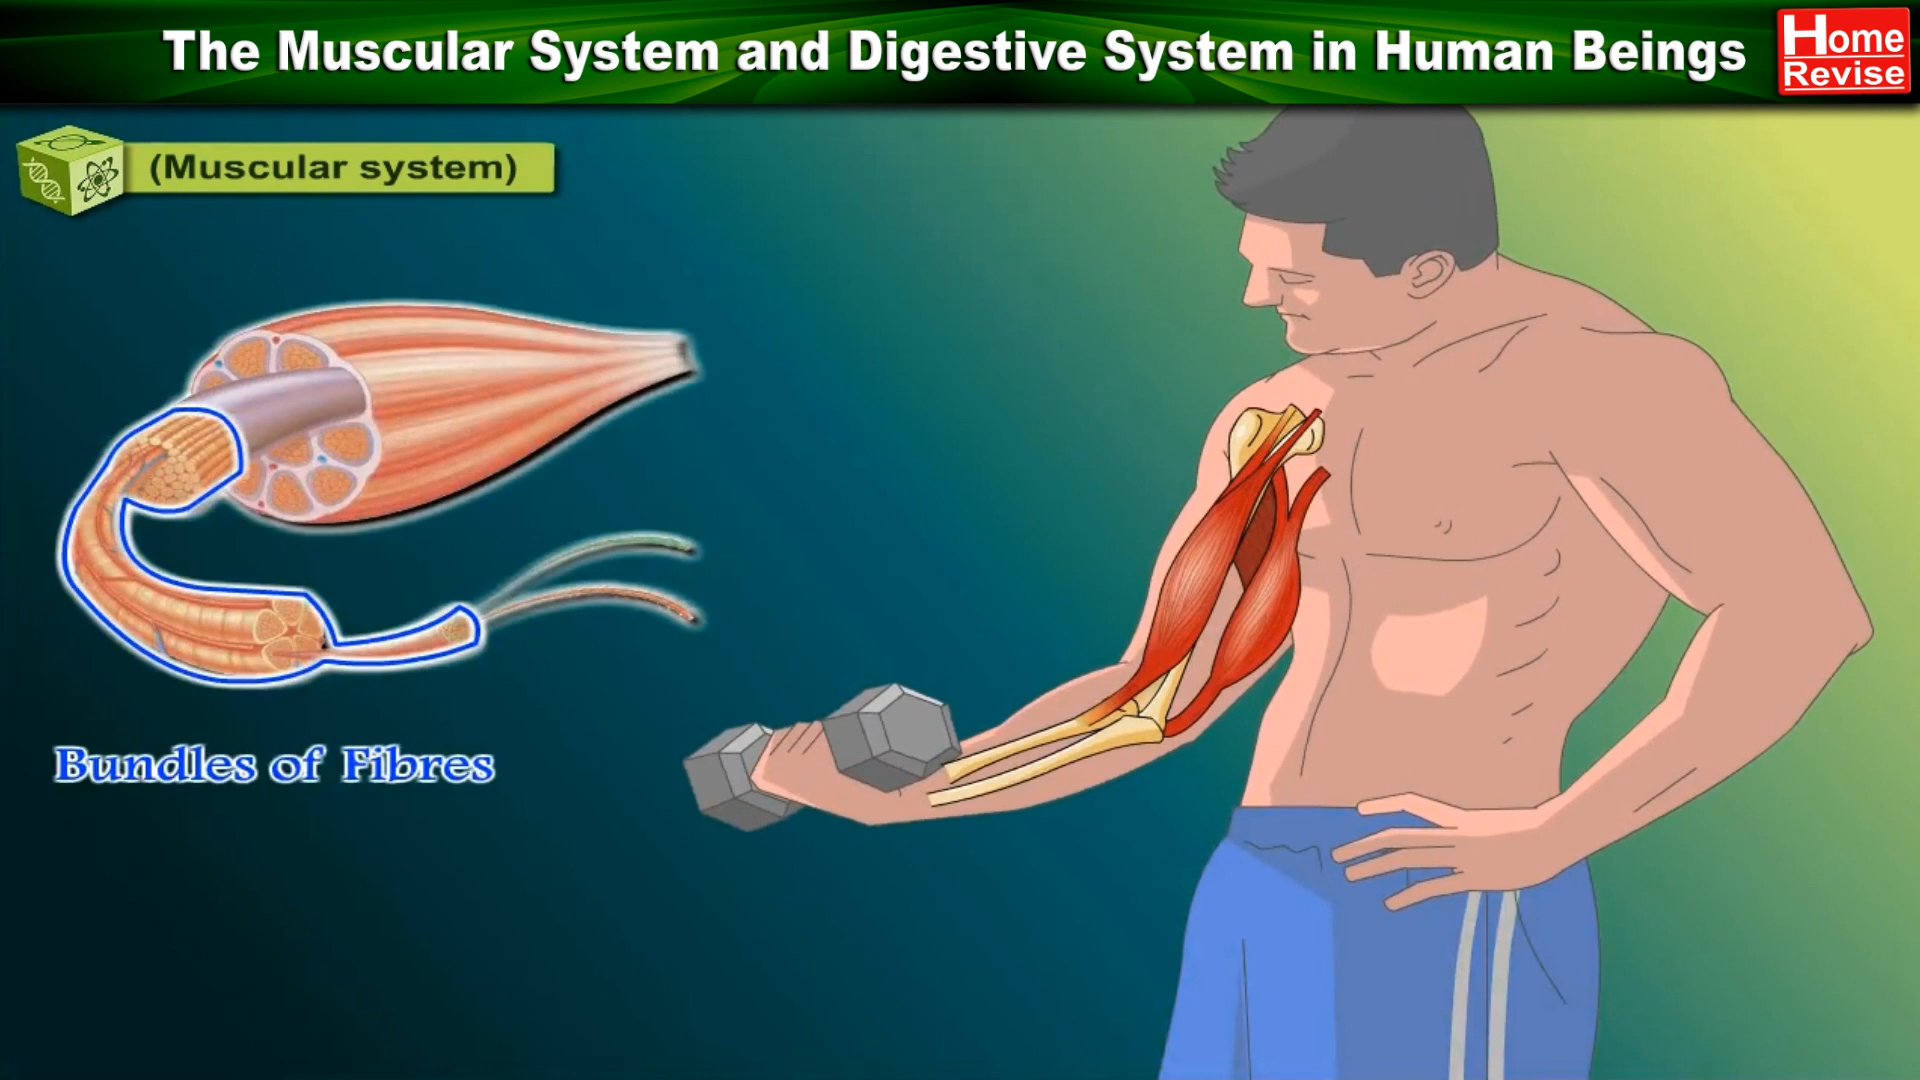 The Muscular System and Digestive System in Human Beings
Home
Revise
(Muscular system)
Bundles of Fibres